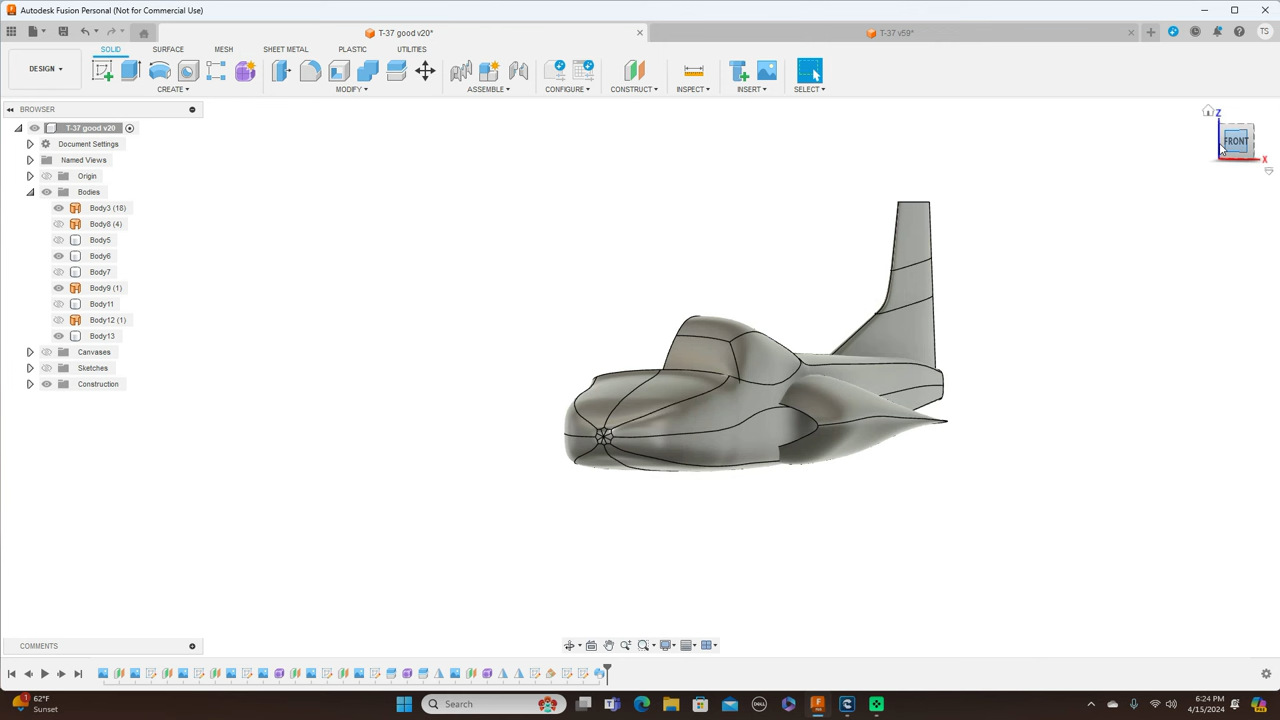 Autodesk Fusion Personal (Not for Commercial Use)
T-37 good v20*
T-37 v59*
TS
SOLID
SURFACE
MESH
SHEET METAL
PLASTIC
UTILITIES
DESIGN
CREATE
MODIFY
ASSEMBLE
CONFIGURE
CONSTRUCT
INSPECT
INSERT
SELECT
BROWSER
T-37 good v20
Document Settings
Named Views
Origin
Bodies
Body3 (18)
Body8 (4)
Body5
Body6
Body7
Body9 (1)
Body11
Body12 (1)
Body13
Canvases
Sketches
Construction
Z
FRONT
X
COMMENTS
1
62°F
Sunset
Search
DELL
6:24 PM
4/15/2024